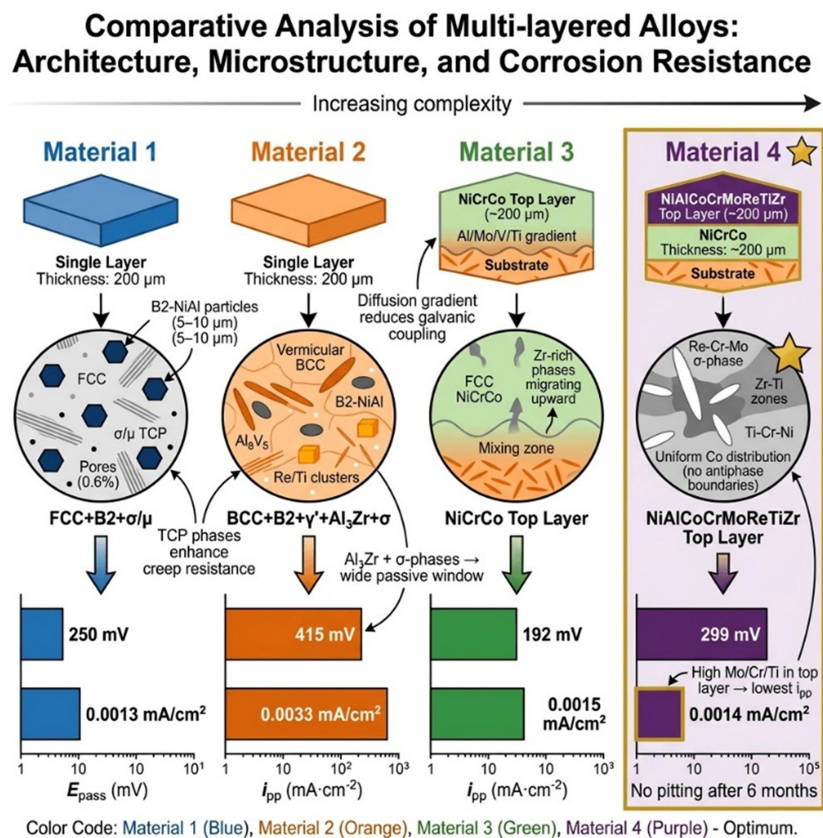 Comparative Analysis of Multi-layered Alloys:
Architecture, Microstructure, and Corrosion Resistance
Increasing complexity
Material 1
Single Layer
Thickness: 200 μm
B2-NiAl particles
(5–10 μm)
(5–10 μm)
FCC
σ/μ TCP
Pores
(0.6%)
FCC+B2+σ/μ
TCP phases
enhance
creep resistance
250 mV
0.0013 mA/cm²
1 10⁻¹ 10¹
E_pass (mV)
Material 2
Single Layer
Thickness: 200 μm
Vermicular
BCC
B2-NiAl
Al₈V₅
Re/Ti clusters
BCC+B2+γ'+Al₃Zr+σ
Al₃Zr + σ-phases →
wide passive window
415 mV
0.0033 mA/cm²
1 10 10² 10³
i_pp (mA·cm⁻²)
Material 3
NiCrCo Top Layer
(~200 μm)
Al/Mo/V/Ti gradient
Substrate
Diffusion gradient
reduces galvanic
coupling
FCC
NiCrCo
Zr-rich
phases
migrating
upward
Mixing zone
NiCrCo Top Layer
192 mV
0.0015
mA/cm²
1 10 10³
i_pp (mA·cm⁻²)
Material 4
NiAlCoCrMoReTiZr
Top Layer (~200 μm)
NiCrCo
Thickness: ~200 μm
Substrate
Re-Cr-Mo
σ-phase
Zr-Ti
zones
Ti-Cr-Ni
Uniform Co distribution
(no antiphase
boundaries)
NiAlCoCrMoReTiZr
Top Layer
299 mV
High Mo/Cr/Ti in top
layer → lowest i_pp
0.0014 mA/cm²
1 10 10² 10⁵
No pitting after 6 months
Color Code: Material 1 (Blue), Material 2 (Orange), Material 3 (Green), Material 4 (Purple) - Optimum.